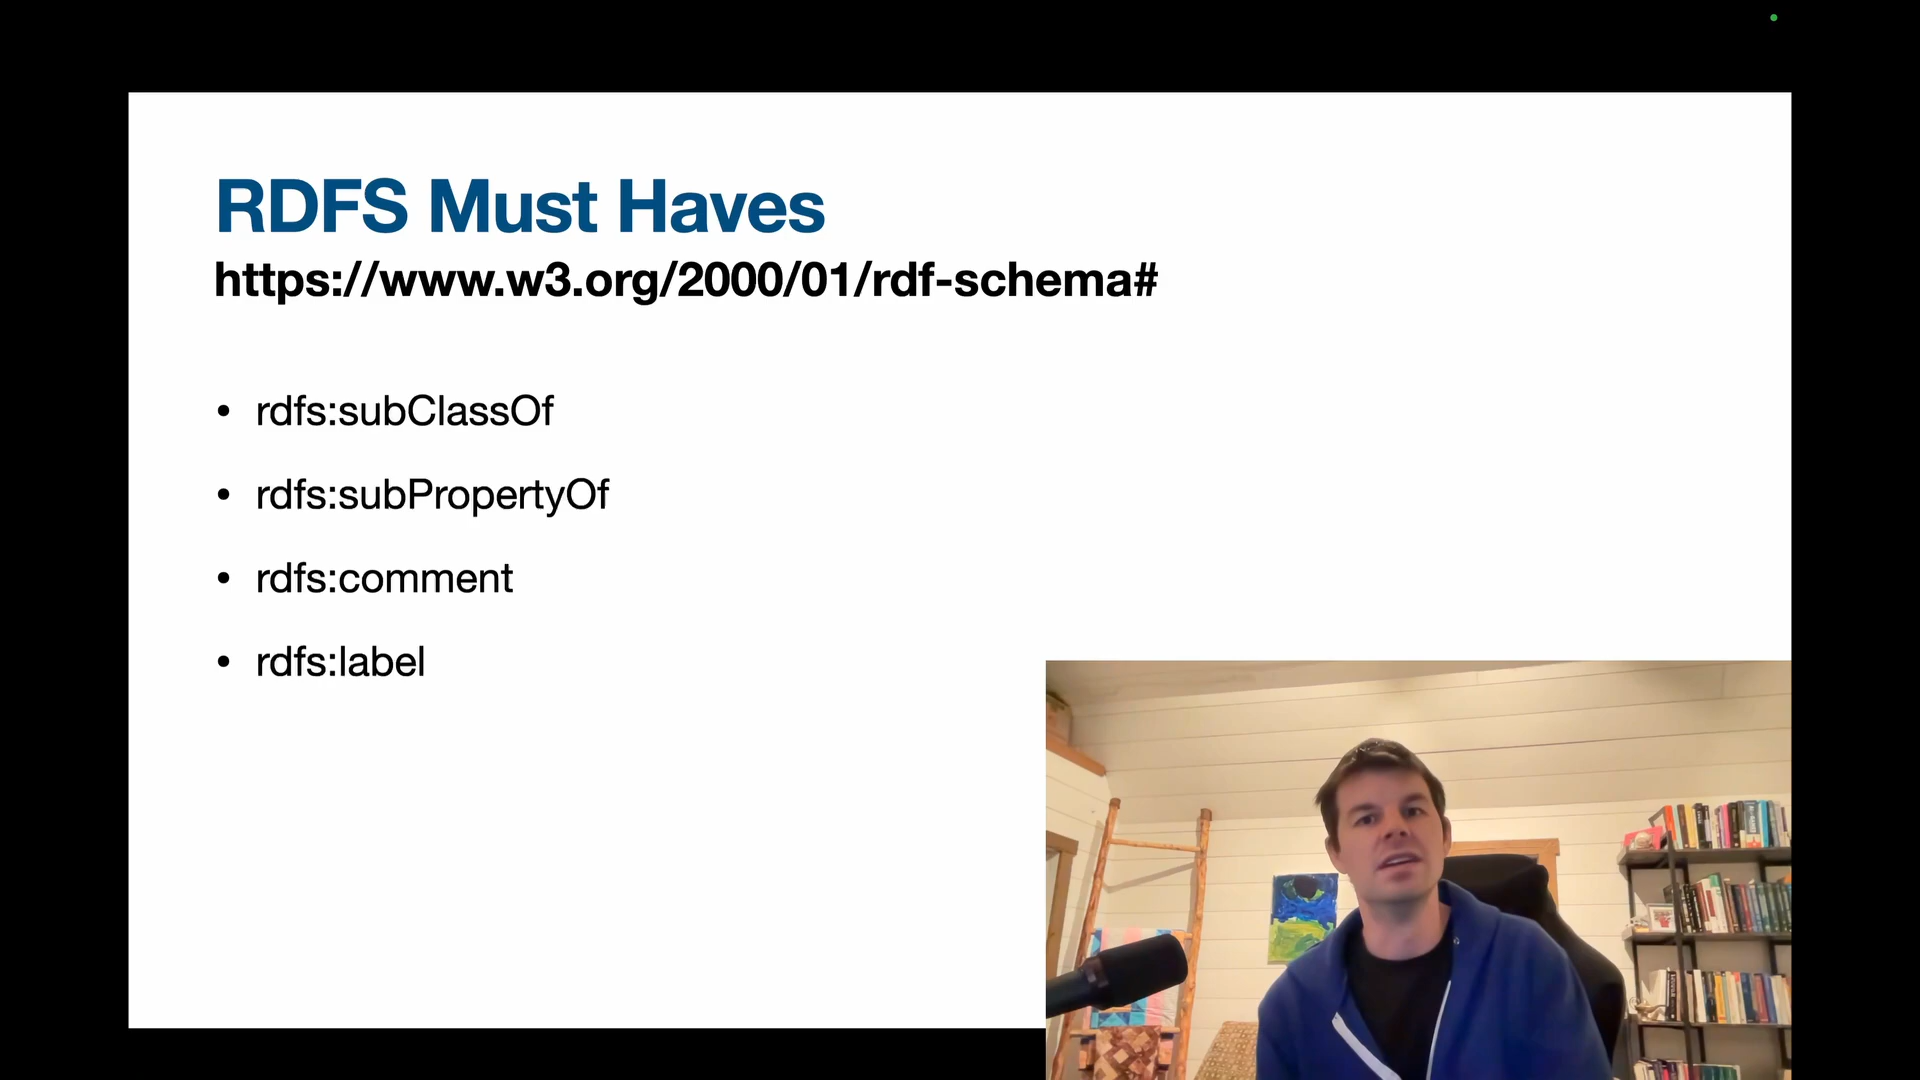 RDFS Must Haves
https://www.w3.org/2000/01/rdf-schema#
• rdfs:subClassOf
• rdfs:subPropertyOf
• rdfs:comment
• rdfs:label